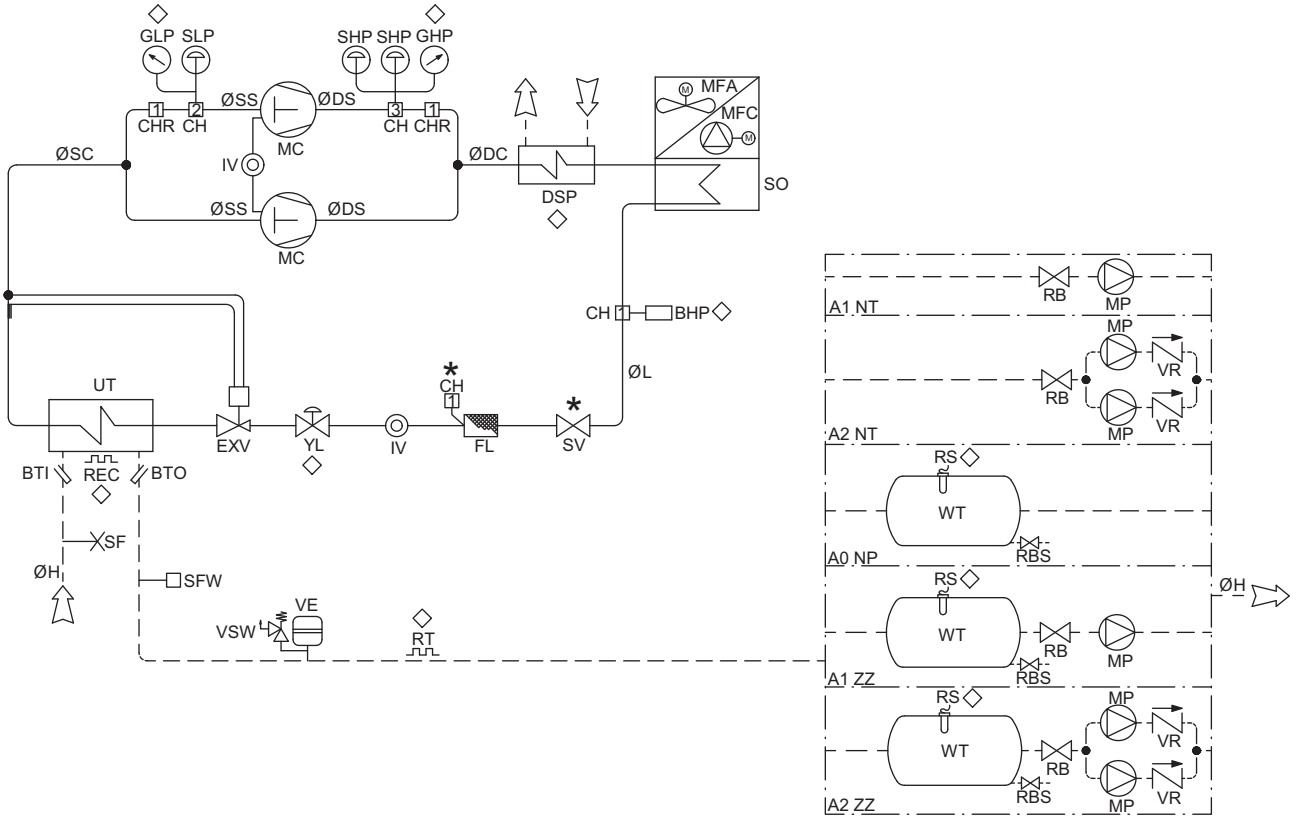 GLP SLP SHP SHP GHP
M MFA
MFC
M
1 2 ØSS ØDS 3 1
CHR CH MC CH CHR
ØSC IV ØDC
SO
DSP
ØSS ØDS
MC
RB MP
A1 NT
CH 1 BHP
MP
VR
ØL
*
CH
1
*
RB
UT
MP VR
EXV YL IV FL SV
A2 NT
BTI REC BTO
RS
WT
SF
RBS
A0 NP
ØH
SFW
RS
ØH
VE
VSW
RT
WT
RB MP
RBS
A1 ZZ
RS
MP
VR
WT
RB
RBS
MP VR
A2 ZZ